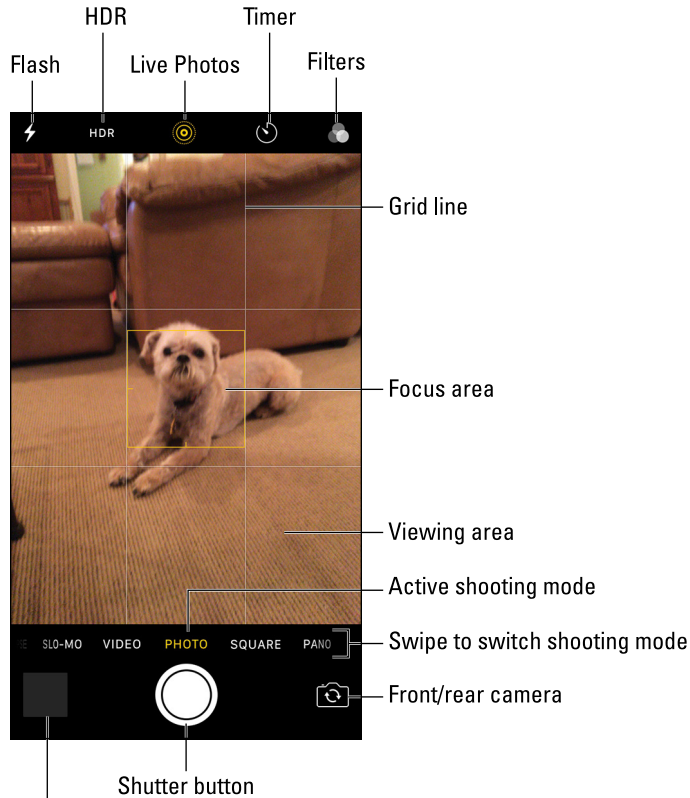 HDR
Timer
Flash
Live Photos
Filters
HDR
Grid line
Focus area
Viewing area
Active shooting mode
SLO-MO VIDEO PHOTO SQUARE PANO
Swipe to switch shooting mode
Front/rear camera
Shutter button